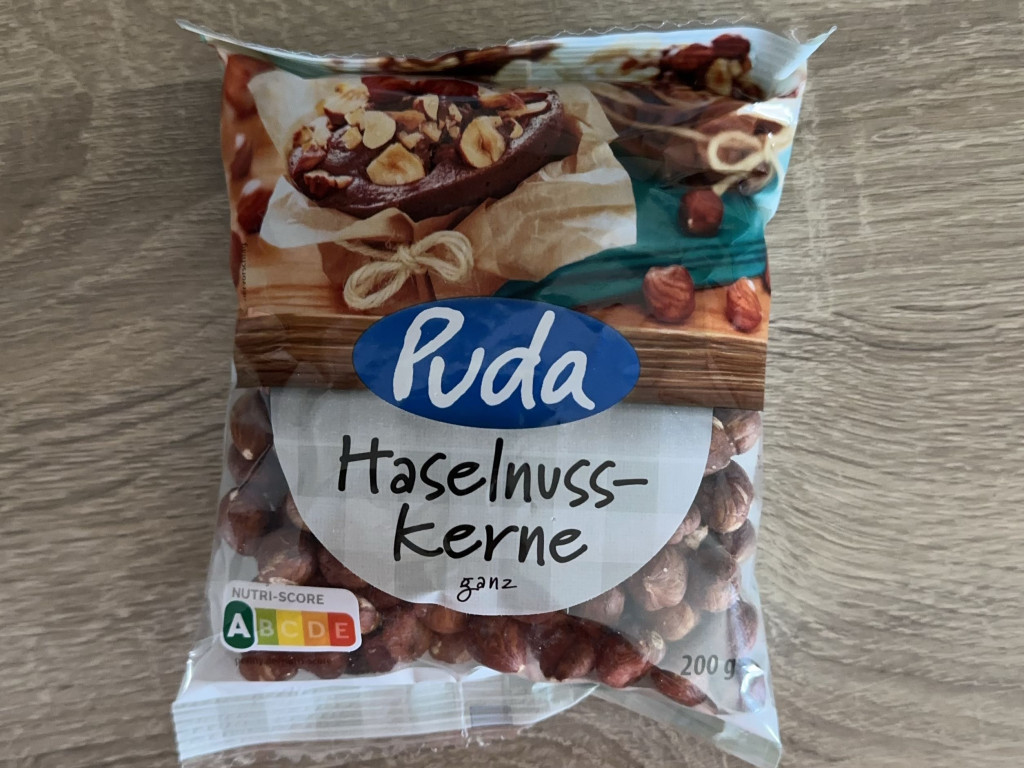 Puda
Haselnuss-
kerne
ganz
NUTRI-SCORE
A B C D E
200 g